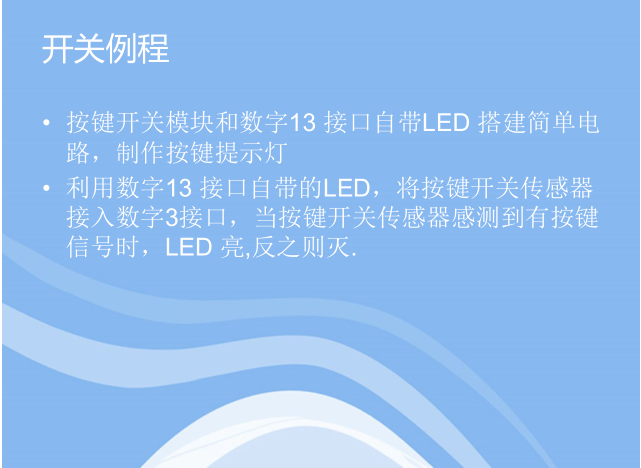 开关例程
• 按键开关模块和数字13 接口自带LED 搭建简单电
路，制作按键提示灯
• 利用数字13 接口自带的LED，将按键开关传感器
接入数字3接口，当按键开关传感器感测到有按键
信号时，LED 亮,反之则灭.